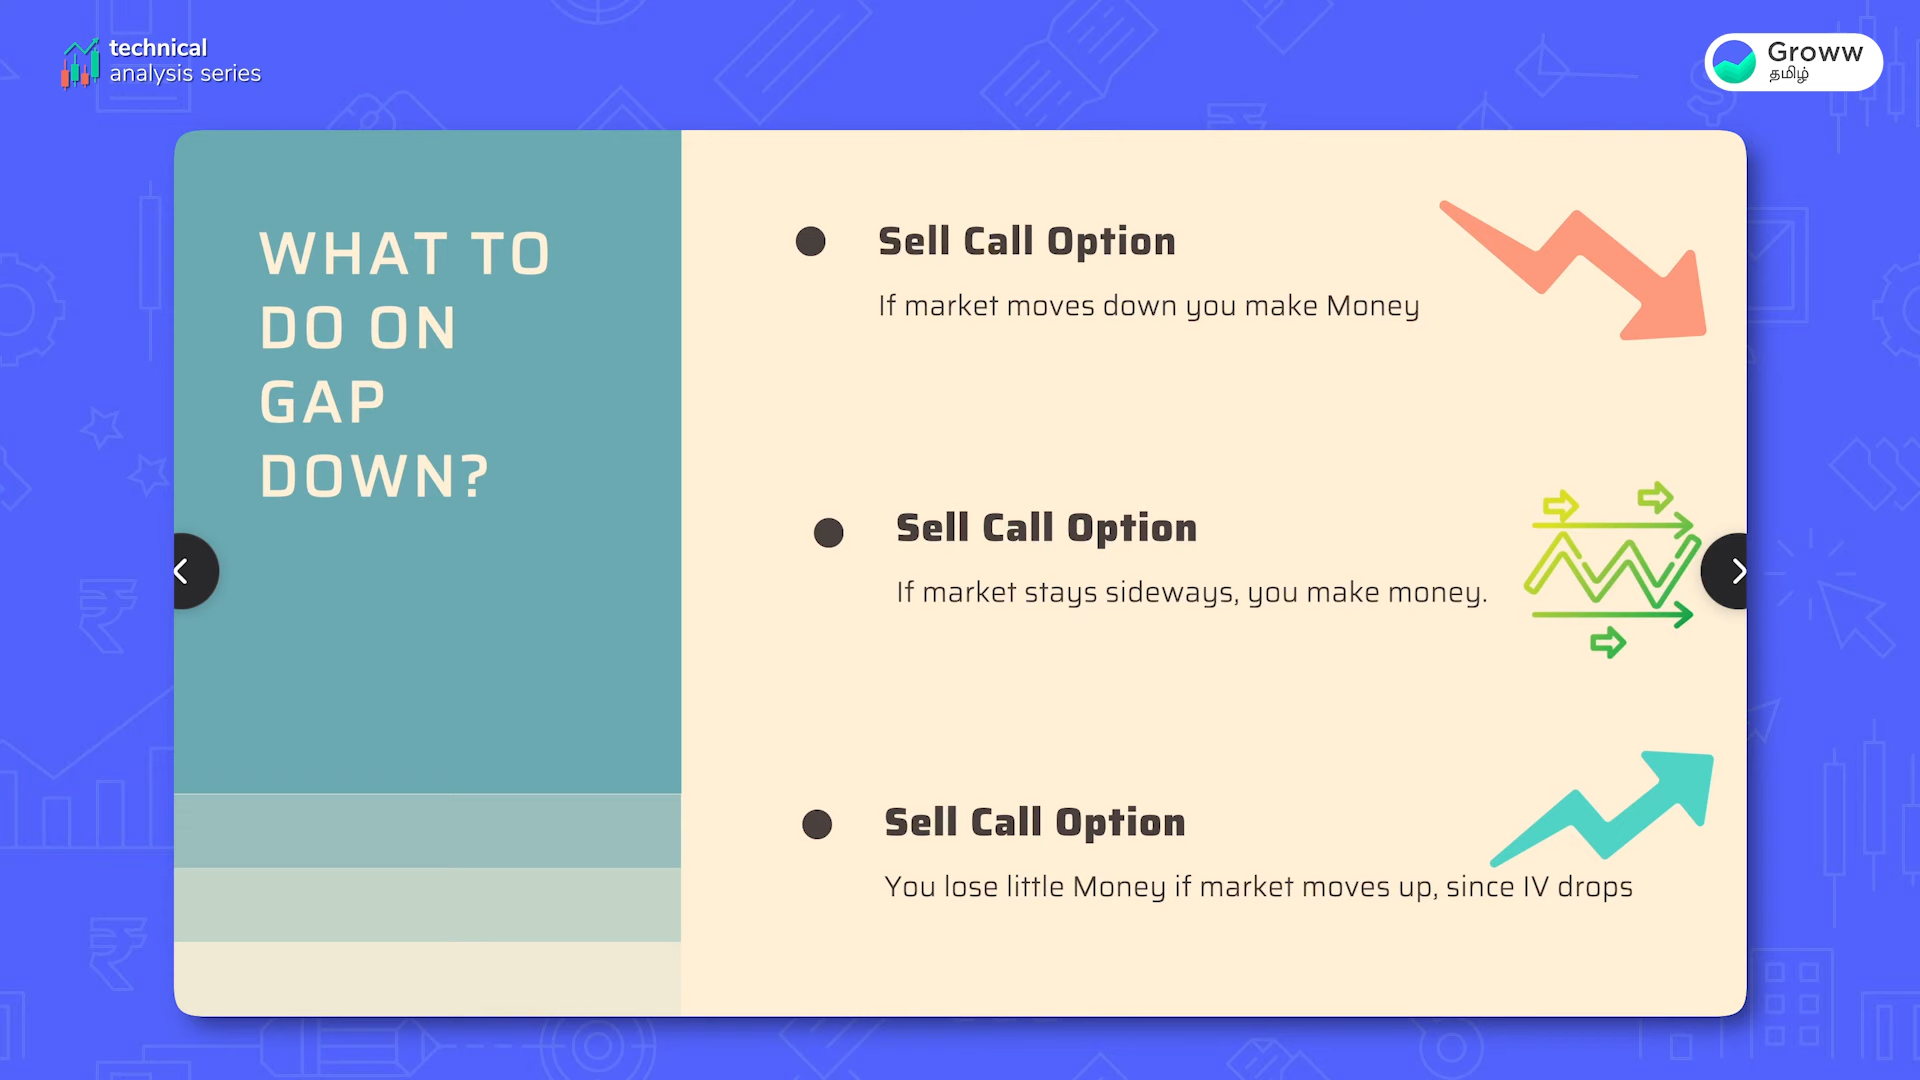 technical
analysis series
Groww
தமிழ்
WHAT TO
DO ON
GAP
DOWN?
Sell Call Option
If market moves down you make Money
Sell Call Option
If market stays sideways, you make money.
Sell Call Option
You lose little Money if market moves up, since IV drops